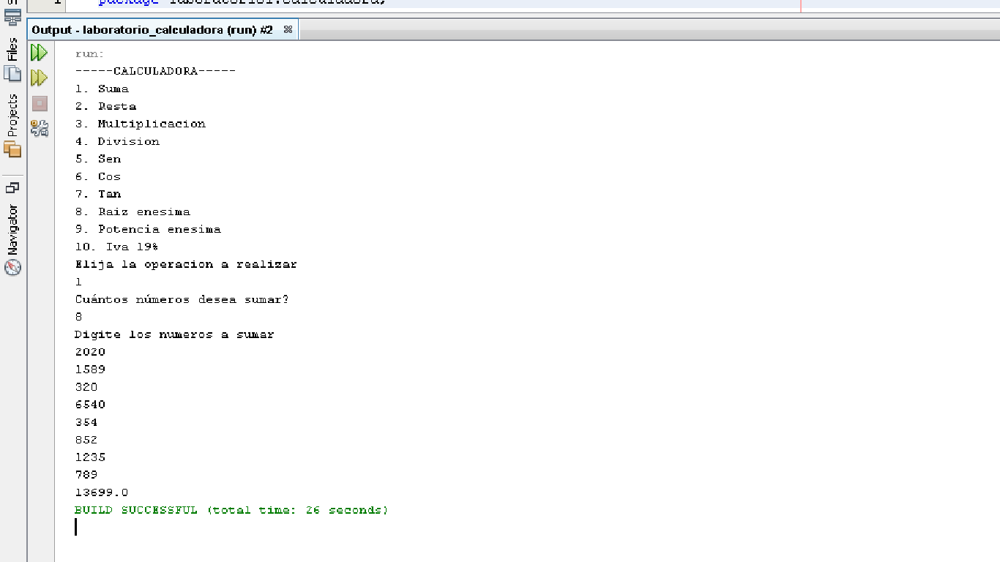 1
package
Output - laboratorio_calculadora (run) #2
Files
Projects
Navigator
run:
-----CALCULADORA-----
1. Suma
2. Resta
3. Multiplicacion
4. Division
5. Sen
6. Cos
7. Tan
8. Raiz enesima
9. Potencia enesima
10. Iva 19%
Elija la operacion a realizar
1
Cuántos números desea sumar?
8
Digite los numeros a sumar
2020
1589
320
6540
354
852
1235
789
13699.0
BUILD SUCCESSFUL (total time: 26 seconds)